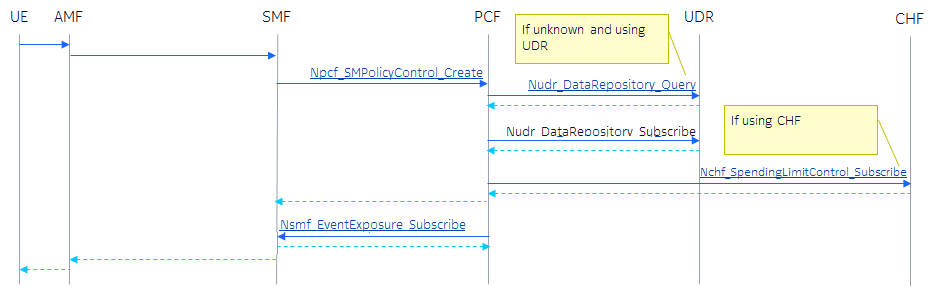 UE AMF SMF PCF UDR CHF
If unknown and using
UDR
Npcf_SMPolicyControl_Create
Nudr_DataRepository_Query
If using CHF
Nudr_DataRepository_Subscribe
Nchf_SpendingLimitControl_Subscribe
Nsmf_EventExposure_Subscribe